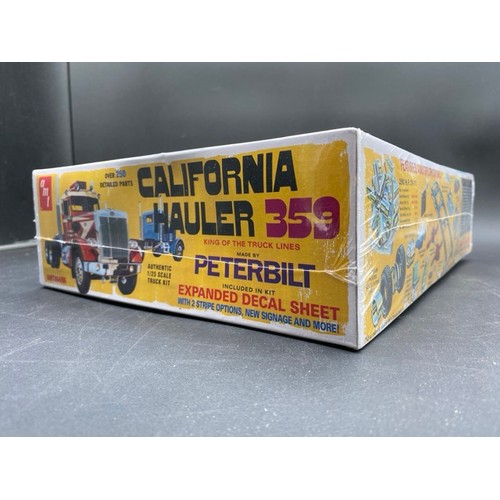 amt
OVER 250
DETAILED PARTS
CALIFORNIA
HAULER 359
KING OF THE TRUCK LINES
MADE BY
PETERBILT
AUTHENTIC
1:25 SCALE
TRUCK KIT
INCLUDED IN KIT
EXPANDED DECAL SHEET
WITH 2 STRIPE OPTIONS, NEW SIGNAGE AND MORE!